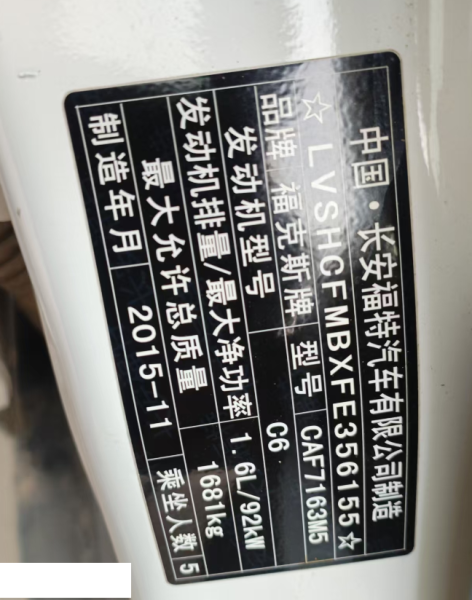 中国·长安福特汽车有限公司制造
☆LVSHCFMBXFE356155☆
品牌 福克斯牌 型号 CAF7163M5
发动机型号 C6
发动机排量/最大净功率 1.6L/92kW
最大允许总质量 1681kg
制造年月 2015-11 乘坐人数 5